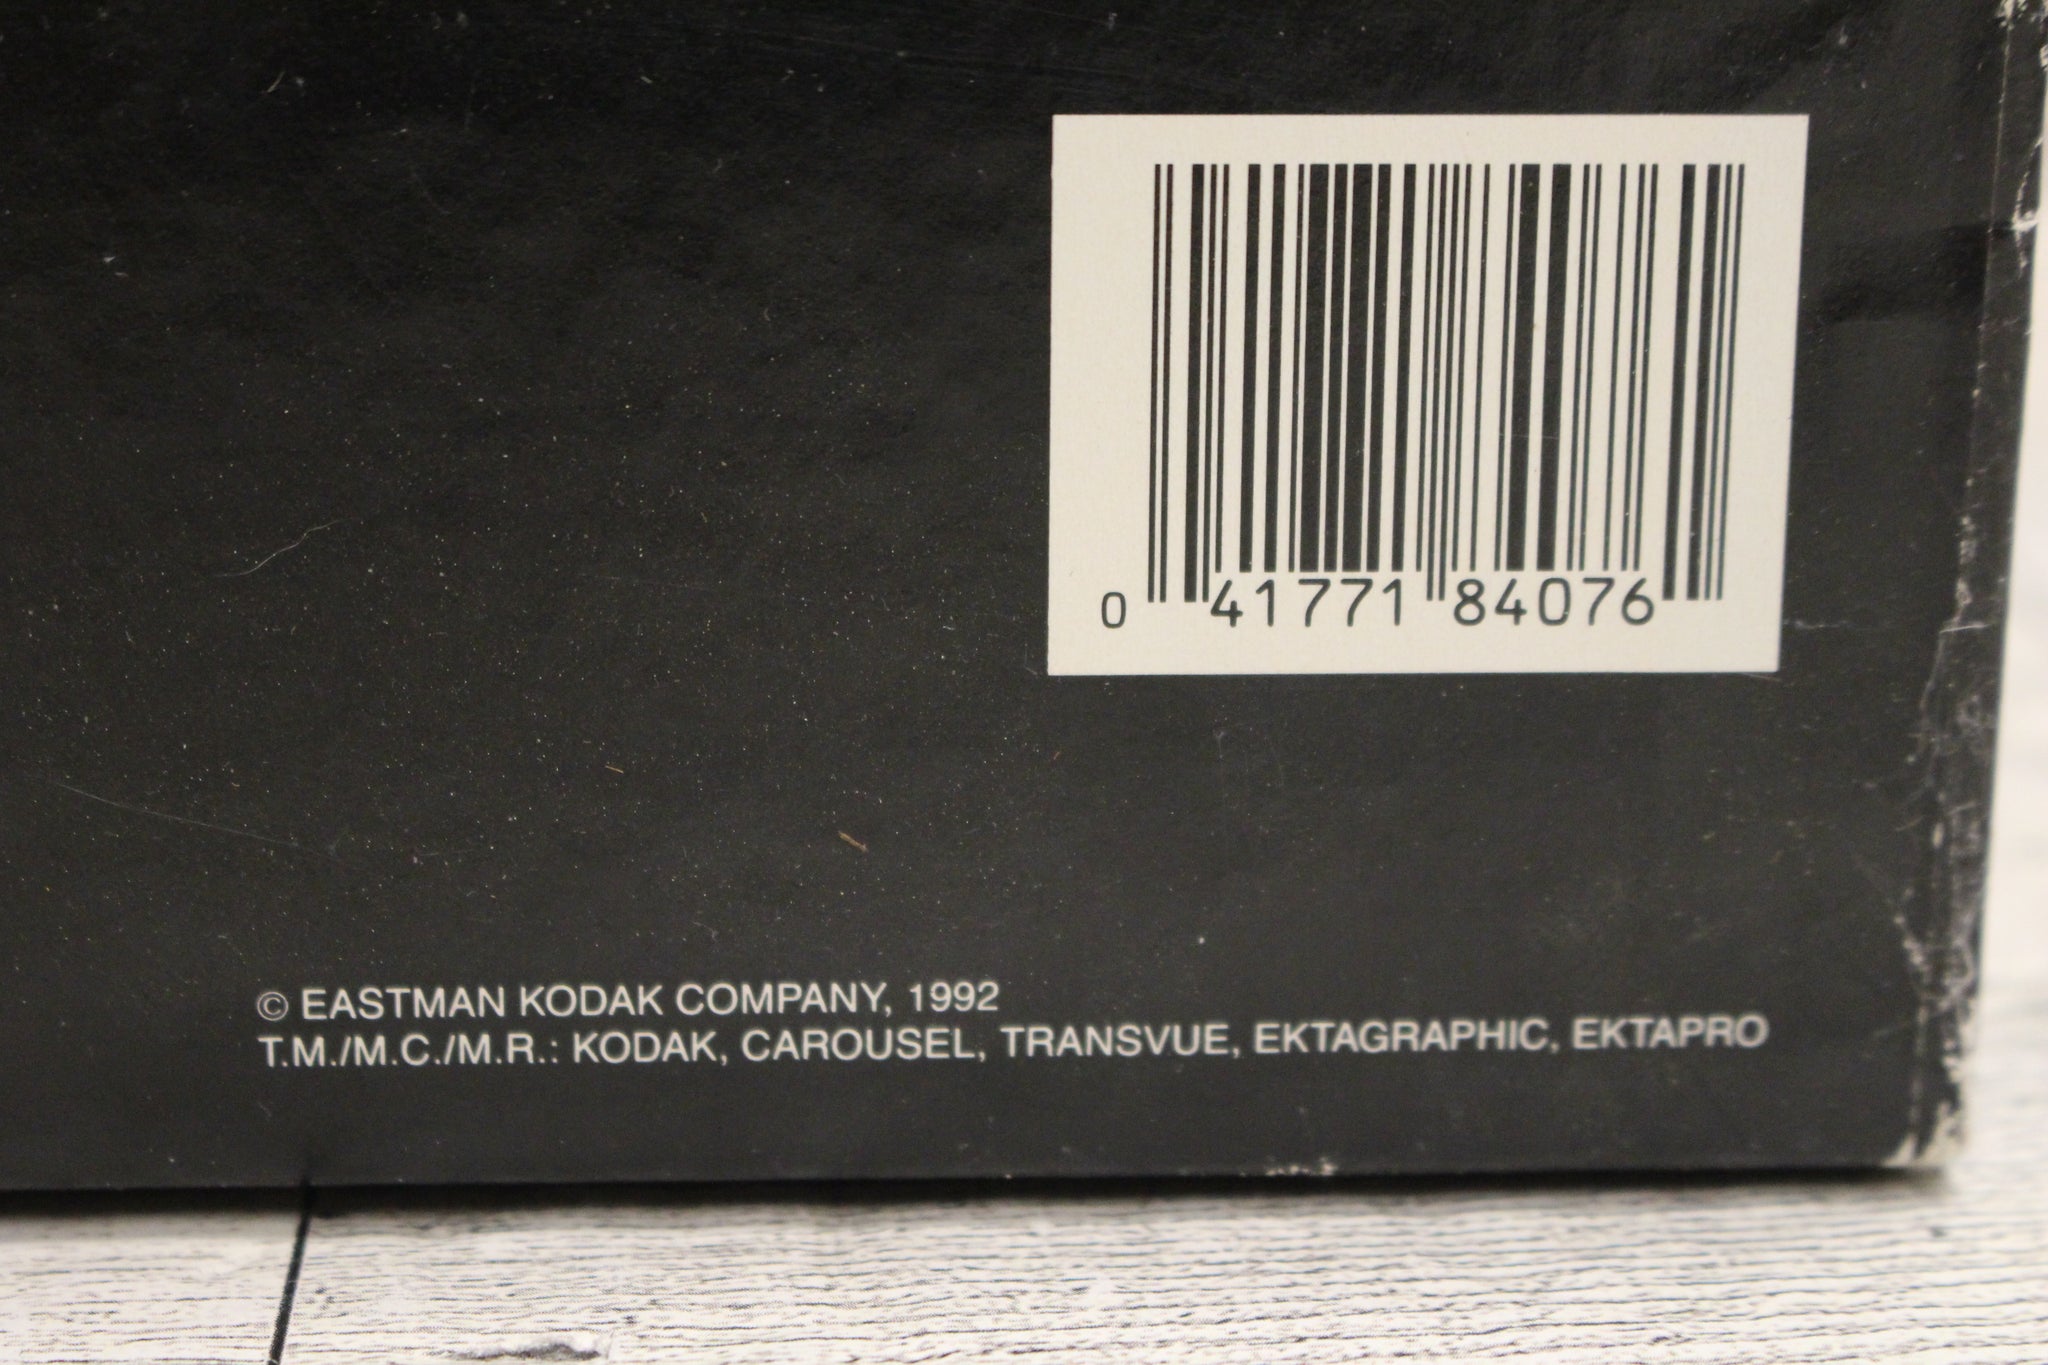 0 41771 84076
© EASTMAN KODAK COMPANY, 1992
T.M./M.C./M.R.: KODAK, CAROUSEL, TRANSVUE, EKTAGRAPHIC, EKTAPRO